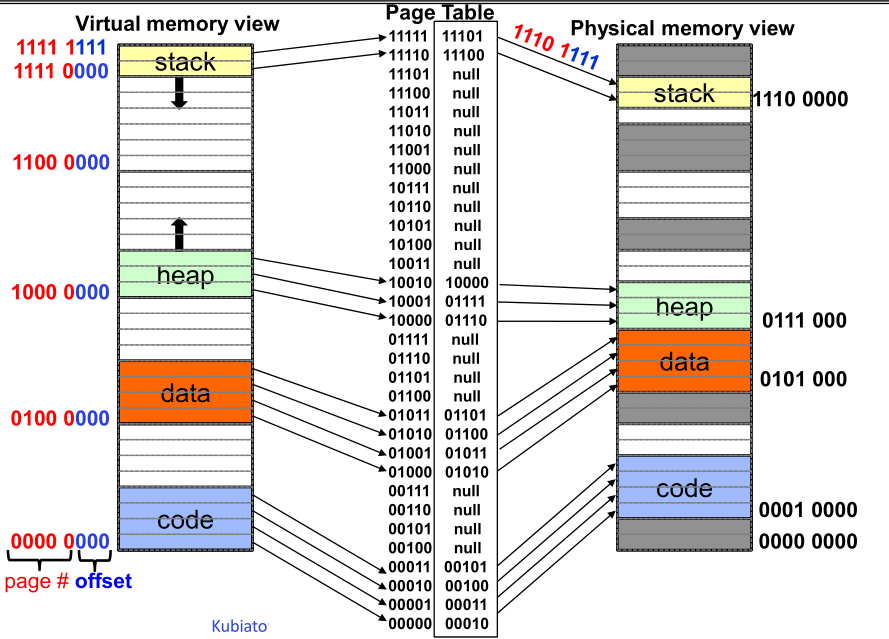 Virtual memory view
1111 1111
stack
1111 0000
1100 0000
heap
1000 0000
data
0100 0000
code
0000 0000
page # offset
Kubiato
Page Table
11111 11101
11110 11100
11101 null
11100 null
11011 null
11010 null
11001 null
11000 null
10111 null
10110 null
10101 null
10100 null
10011 null
10010 10000
10001 01111
10000 01110
01111 null
01110 null
01101 null
01100 null
01011 01101
01010 01100
01001 01011
01000 01010
00111 null
00110 null
00101 null
00100 null
00011 00101
00010 00100
00001 00011
00000 00010
1110 1111
Physical memory view
stack
1110 0000
heap
0111 000
data
0101 000
code
0001 0000
0000 0000